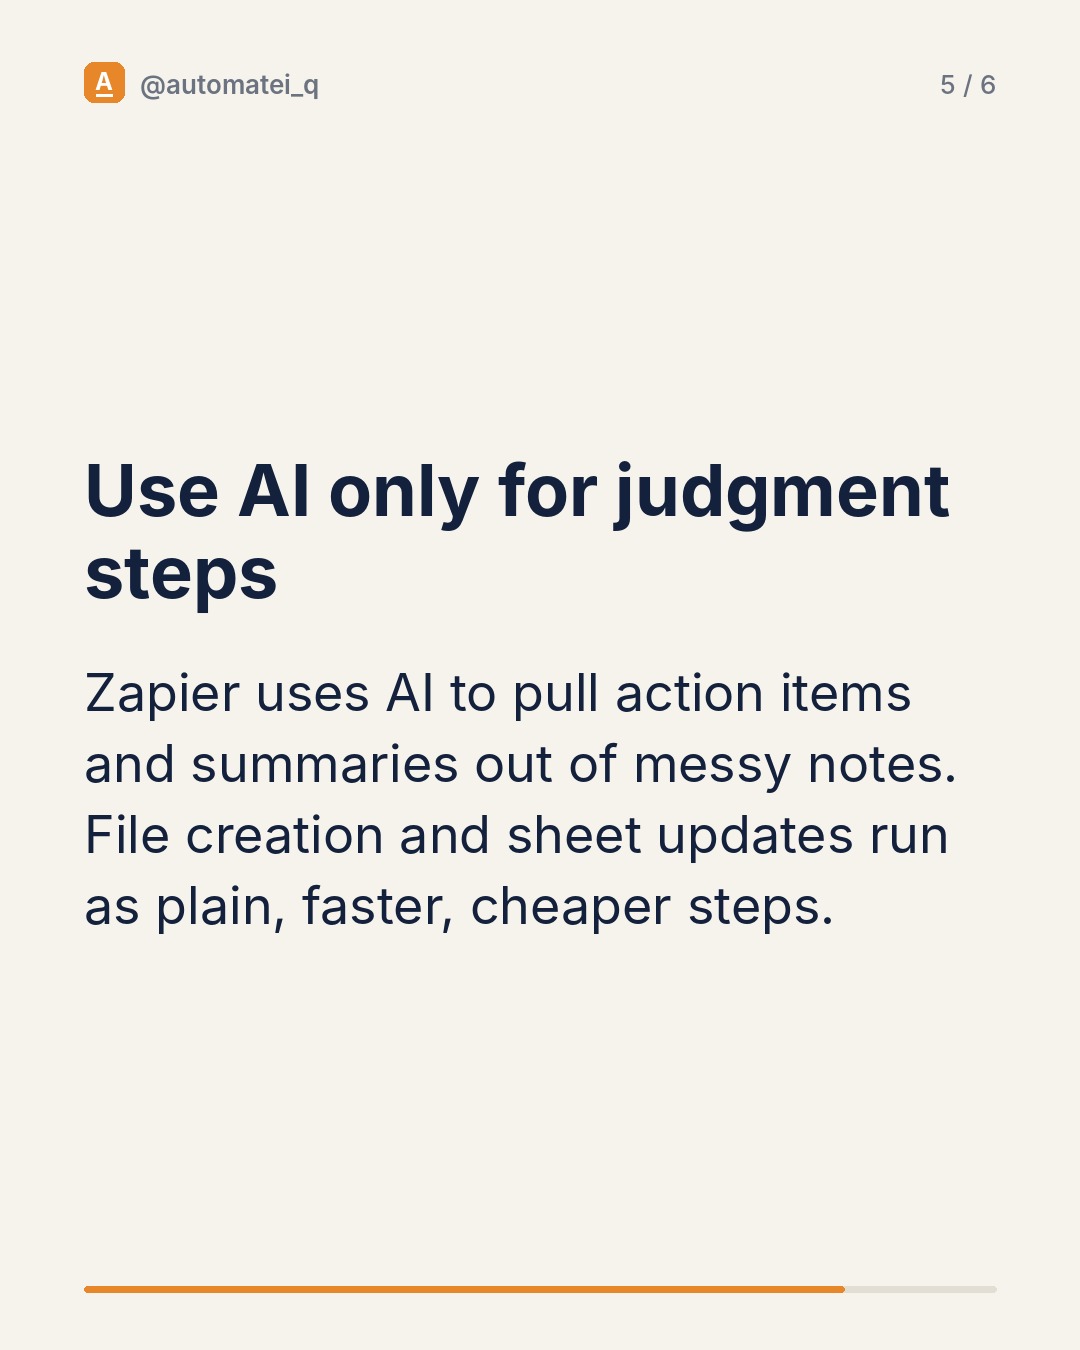 A
@automatei_q
5 / 6
Use AI only for judgment
steps
Zapier uses AI to pull action items
and summaries out of messy notes.
File creation and sheet updates run
as plain, faster, cheaper steps.